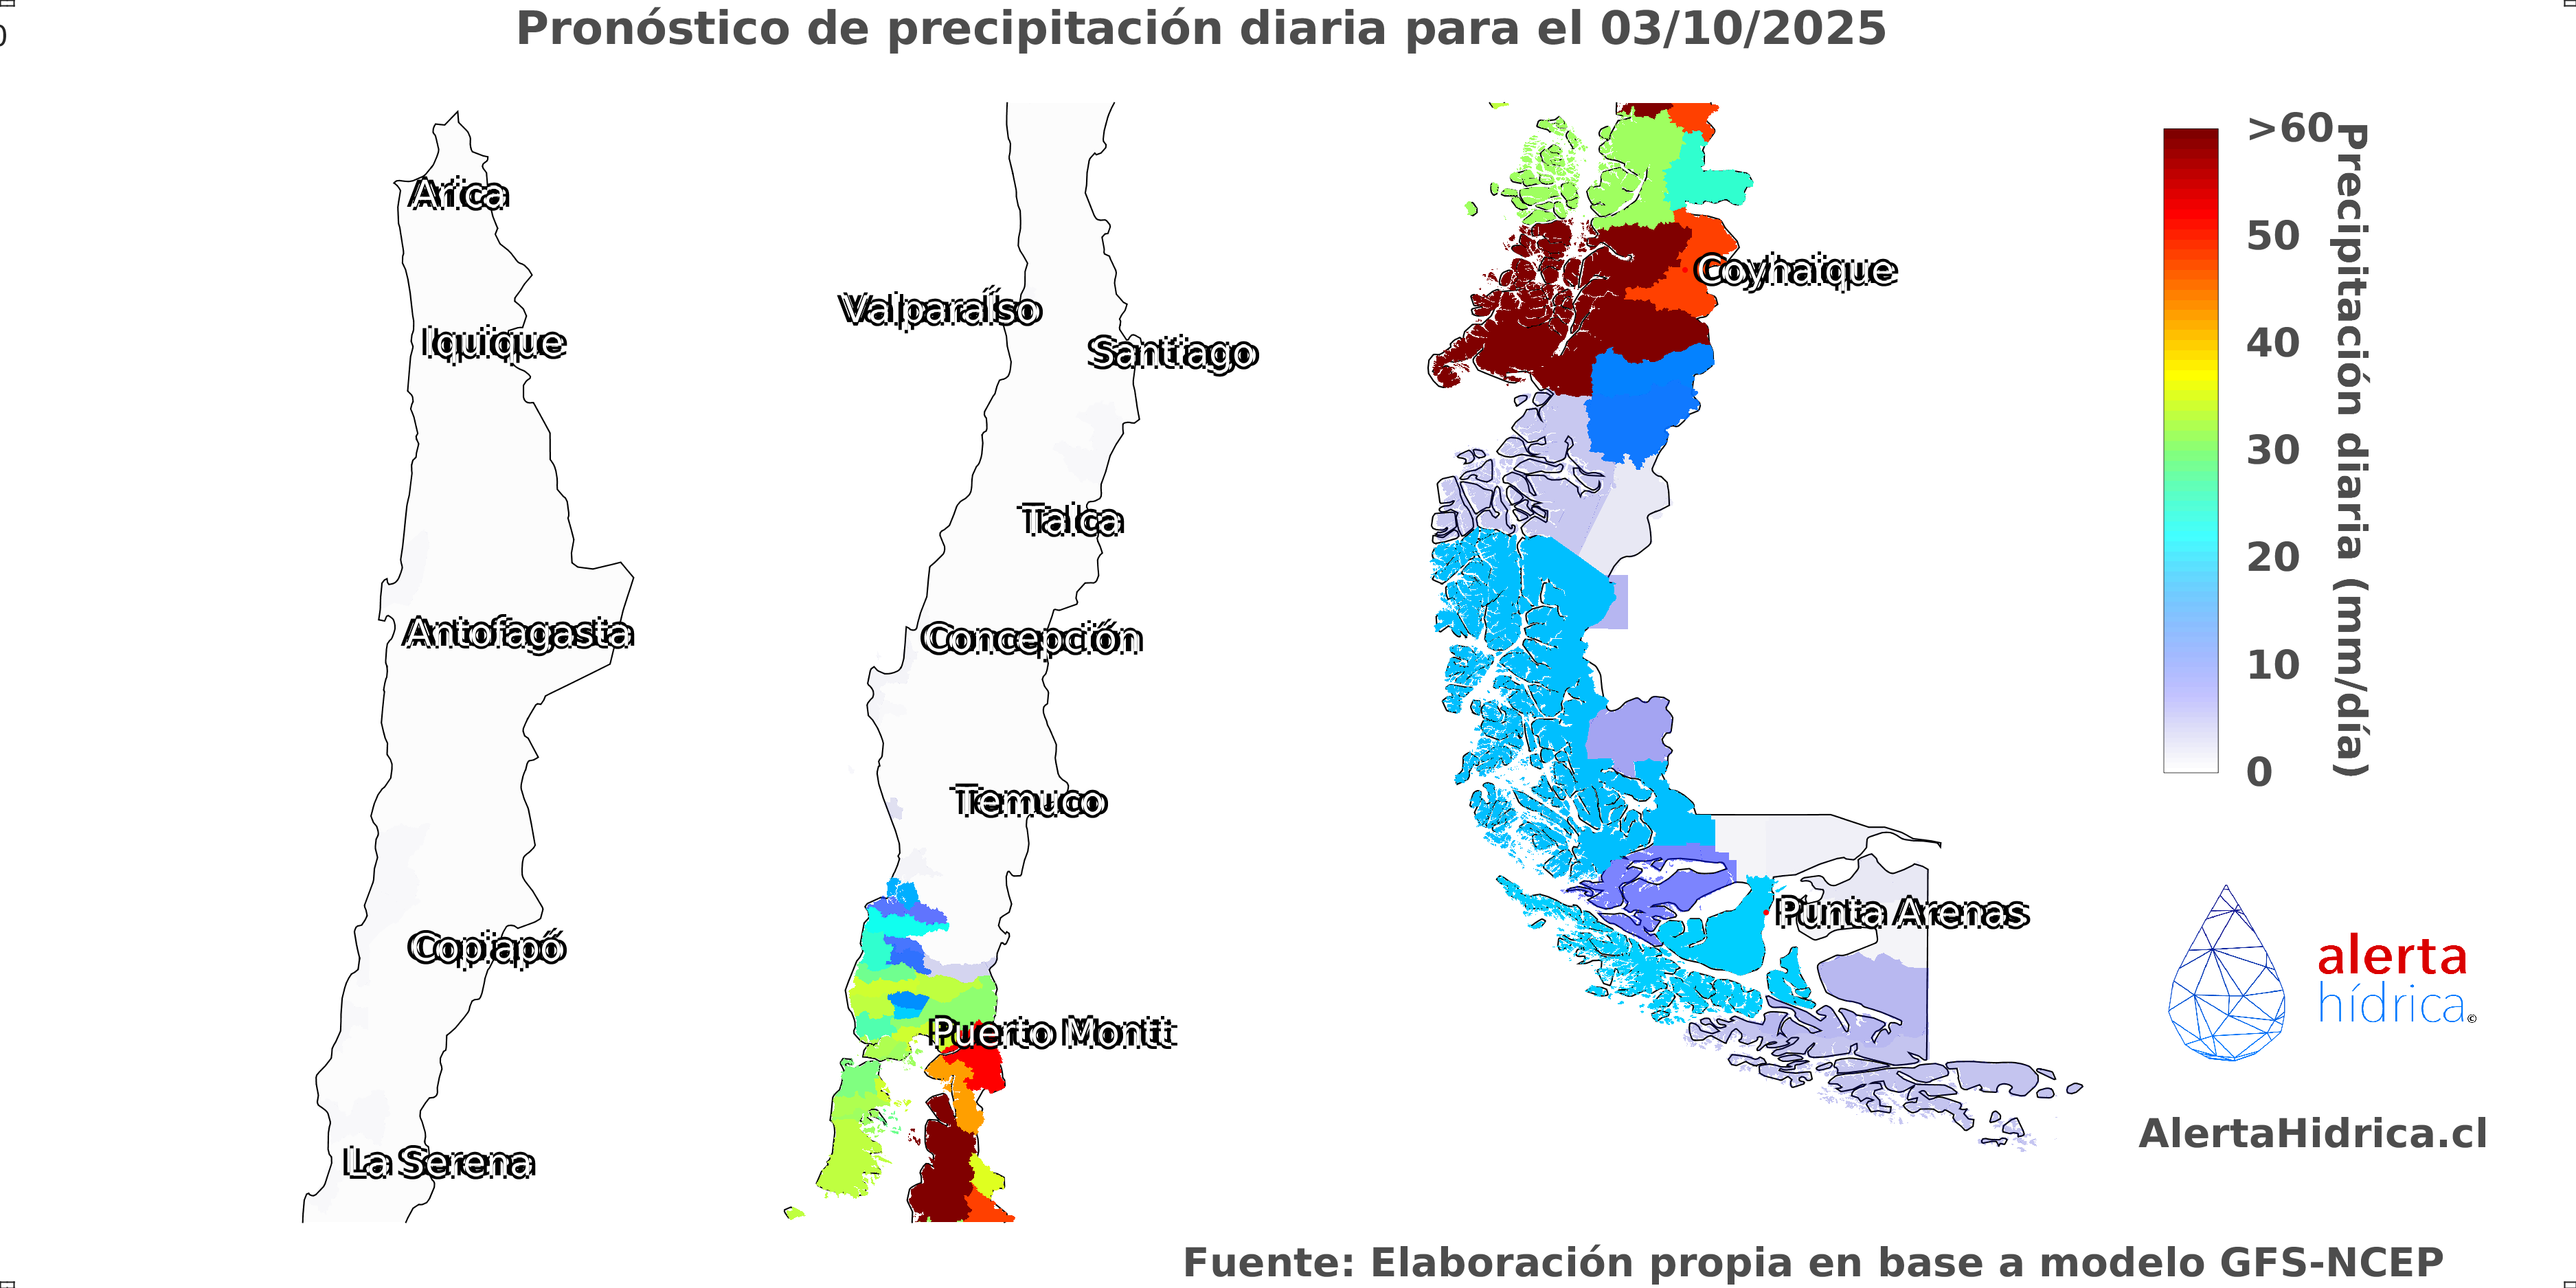 Pronóstico de precipitación diaria para el 03/10/2025
0
Arica
Iquique
Antofagasta
Copiapó
La Serena
Valparaíso
Santiago
Talca
Concepción
Temuco
Puerto Montt
Coyhaique
Punta Arenas
>60
50
40
30
20
10
0
Precipitación diaria (mm/día)
alerta
hídrica©
AlertaHidrica.cl
Fuente: Elaboración propia en base a modelo GFS-NCEP